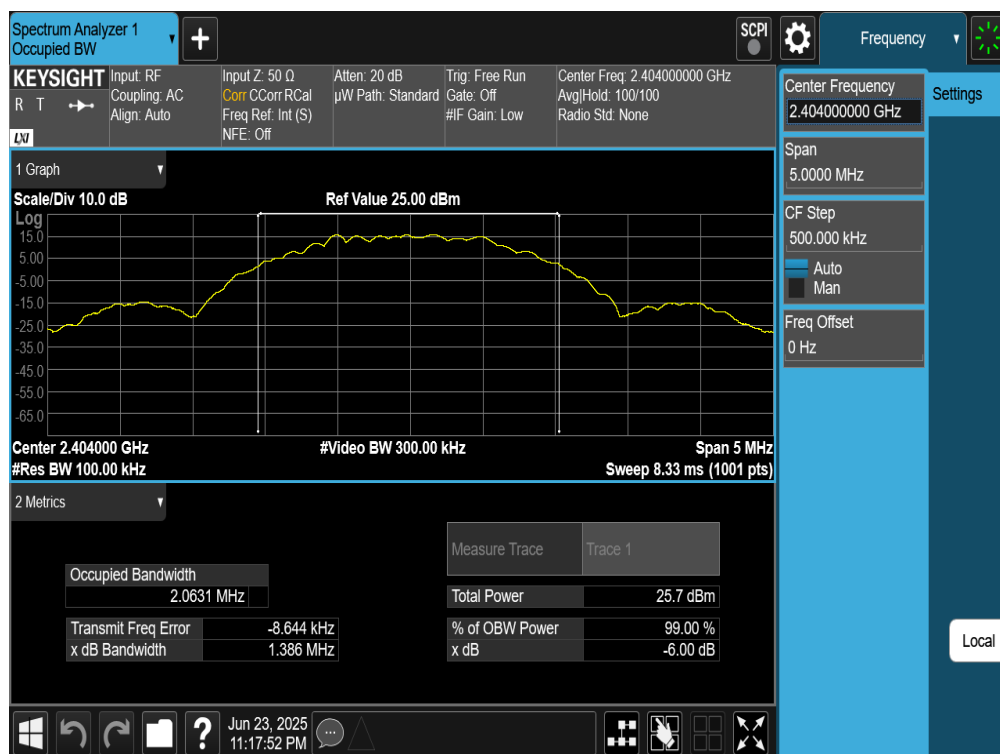 Spectrum Analyzer 1
Occupied BW
+
SCPI
Frequency
KEYSIGHT
R T
LXI
Input: RF
Coupling: AC
Align: Auto
Input Z: 50 Ω
Corr CCorr RCal
Freq Ref: Int (S)
NFE: Off
Atten: 20 dB
µW Path: Standard
Trig: Free Run
Gate: Off
#IF Gain: Low
Center Freq: 2.404000000 GHz
Avg|Hold: 100/100
Radio Std: None
Center Frequency
2.404000000 GHz
Settings
Span
5.0000 MHz
CF Step
500.000 kHz
Auto
Man
Freq Offset
0 Hz
1 Graph
Scale/Div 10.0 dB
Ref Value 25.00 dBm
Log
15.0
5.00
-5.00
-15.0
-25.0
-35.0
-45.0
-55.0
-65.0
Center 2.404000 GHz
#Video BW 300.00 kHz
Span 5 MHz
#Res BW 100.00 kHz
Sweep 8.33 ms (1001 pts)
2 Metrics
Measure Trace
Trace 1
Occupied Bandwidth
2.0631 MHz
Total Power
25.7 dBm
Transmit Freq Error
-8.644 kHz
% of OBW Power
99.00 %
x dB Bandwidth
1.386 MHz
x dB
-6.00 dB
Local
?
Jun 23, 2025
11:17:52 PM